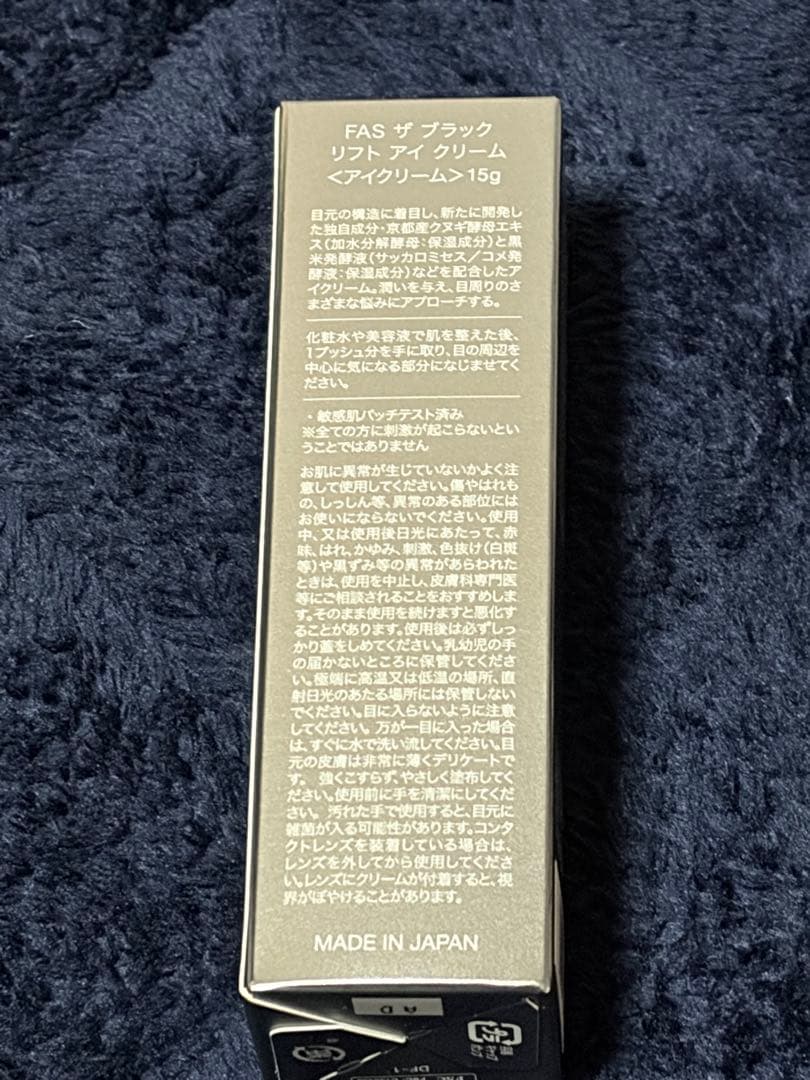 FAS ザ ブラック
リフト アイ クリーム
＜アイクリーム＞15g
目元の構造に着目し、新たに開発し
た独自成分・京都産クヌギ酵母エキ
ス（加水分解酵母：保湿成分）と黒
米発酵液（サッカロミセス／コメ発
酵液：保湿成分）などを配合したア
イクリーム。潤いを与え、目周りのさ
まざまな悩みにアプローチする。
化粧水や美容液で肌を整えた後、
1プッシュ分を手に取り、目の周辺を
中心に気になる部分になじませてく
ださい。
・敏感肌パッチテスト済み
※全ての方に刺激が起こらないとい
うことではありません
お肌に異常が生じていないかよく注
意して使用してください。傷やはれも
の、しっしん等、異常のある部位には
お使いにならないでください。使用
中、又は使用後日光にあたって、赤
味、はれ、かゆみ、刺激、色抜け（白斑
等）や黒ずみ等の異常があらわれた
ときは、使用を中止し、皮膚科専門医
等にご相談されることをおすすめしま
す。そのまま使用を続けますと悪化す
ることがあります。使用後は必ずしっ
かり蓋をしめてください。乳幼児の手
の届かないところに保管してくださ
い。極端に高温又は低温の場所、直
射日光のあたる場所には保管しない
でください。目に入らないように注意
してください。 万が一目に入った場合
は、すぐに水で洗い流してください。目
元の皮膚は非常に薄くデリケートで
す。 強くこすらず、やさしく塗布してく
ださい。使用前に手を清潔にしてくだ
さい。 汚れた手で使用すると、目元に
雑菌が入る可能性があります。コンタ
クトレンズを装着している場合は、
レンズを外してから使用してくださ
い。レンズにクリームが付着すると、視
界がぼやけることがあります。
MADE IN JAPAN
AD
プラ